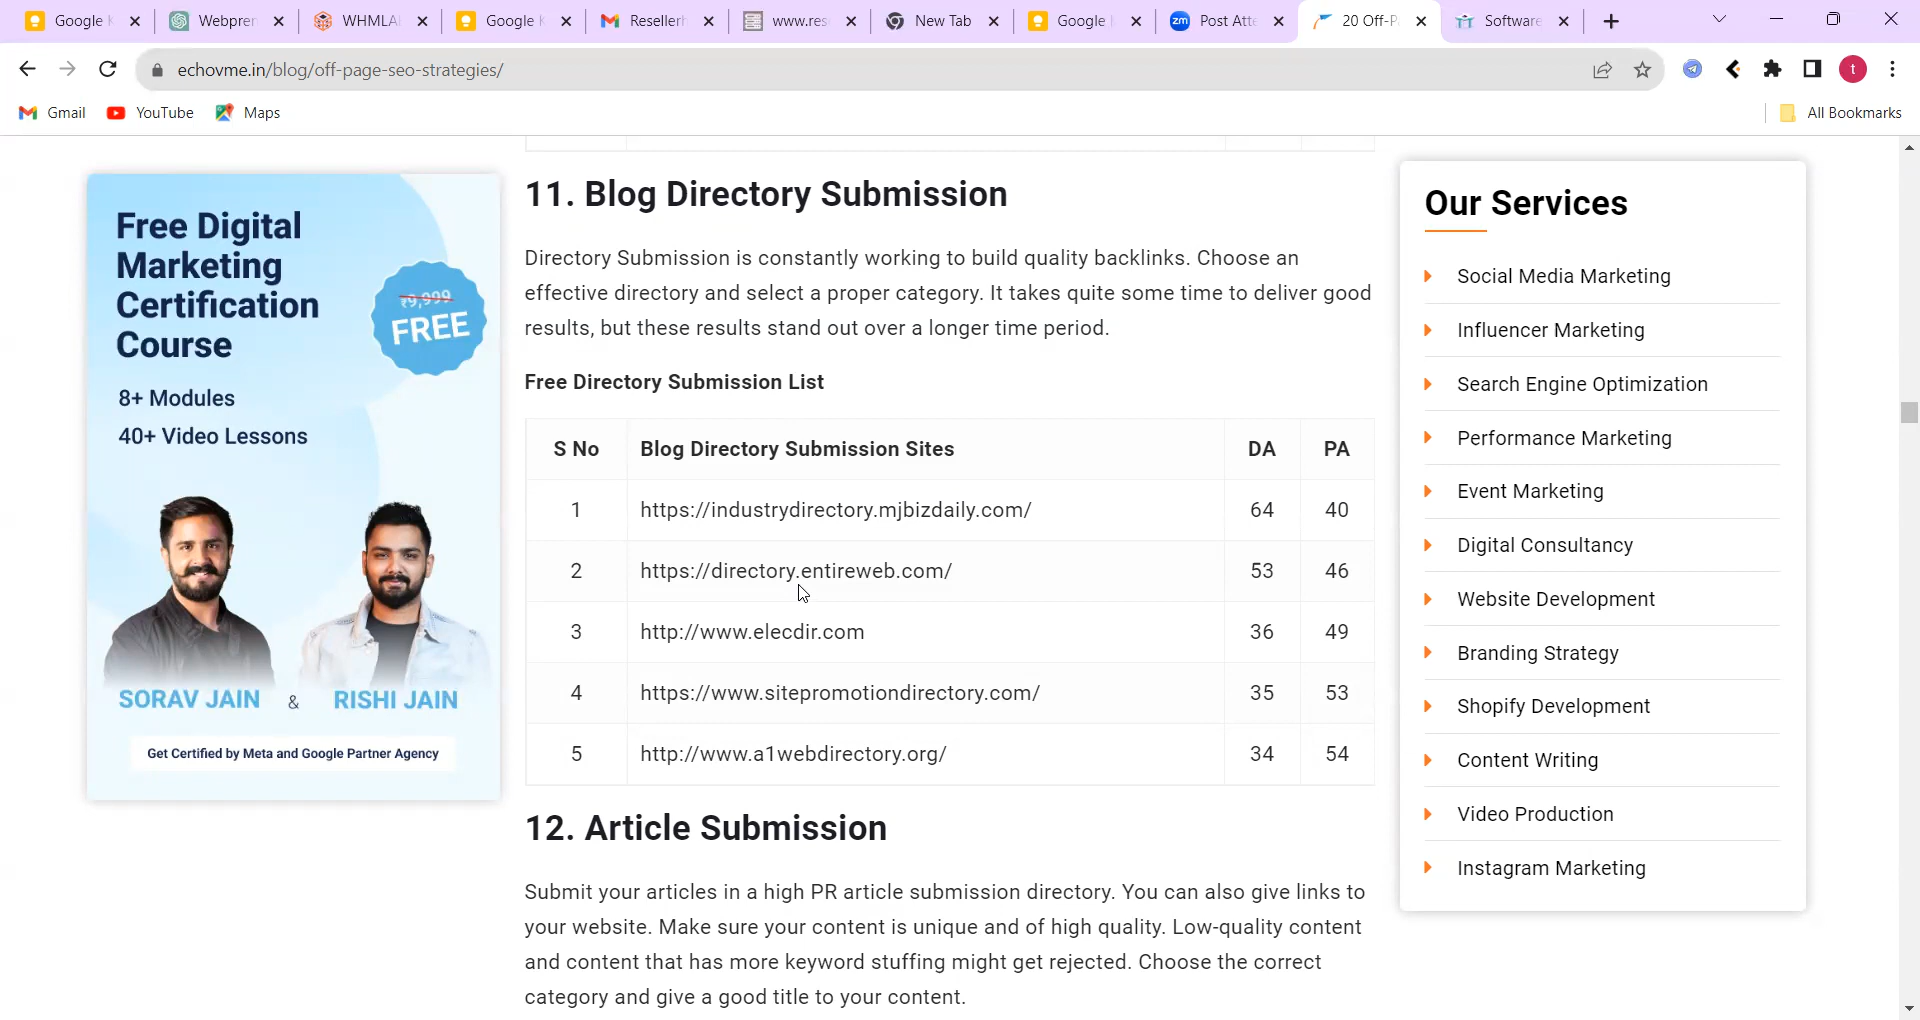 Google K
Webpren
WHMLA
Google K
Resellerh
www.res
New Tab
Google
Post Atte
20 Off-P
Software
echovme.in/blog/off-page-seo-strategies/
t
Gmail
YouTube
Maps
All Bookmarks
Free Digital
Marketing
Certification
Course
₹9,999
FREE
8+ Modules
40+ Video Lessons
SORAV JAIN & RISHI JAIN
Get Certified by Meta and Google Partner Agency
11. Blog Directory Submission
Directory Submission is constantly working to build quality backlinks. Choose an
effective directory and select a proper category. It takes quite some time to deliver good
results, but these results stand out over a longer time period.
Free Directory Submission List
S No Blog Directory Submission Sites DA PA
1 https://industrydirectory.mjbizdaily.com/ 64 40
2 https://directory.entireweb.com/ 53 46
3 http://www.elecdir.com 36 49
4 https://www.sitepromotiondirectory.com/ 35 53
5 http://www.a1webdirectory.org/ 34 54
12. Article Submission
Submit your articles in a high PR article submission directory. You can also give links to
your website. Make sure your content is unique and of high quality. Low-quality content
and content that has more keyword stuffing might get rejected. Choose the correct
category and give a good title to your content.
Our Services
Social Media Marketing
Influencer Marketing
Search Engine Optimization
Performance Marketing
Event Marketing
Digital Consultancy
Website Development
Branding Strategy
Shopify Development
Content Writing
Video Production
Instagram Marketing